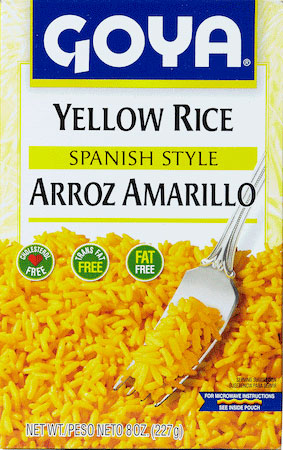 GOYA®
YELLOW RICE
SPANISH STYLE
ARROZ AMARILLO
CHOLESTEROL
FREE
TRANS FAT
FREE
FAT
FREE
FOR MICROWAVE INSTRUCTIONS
SEE INSIDE POUCH
NET WT./PESO NETO 8 OZ. (227g)